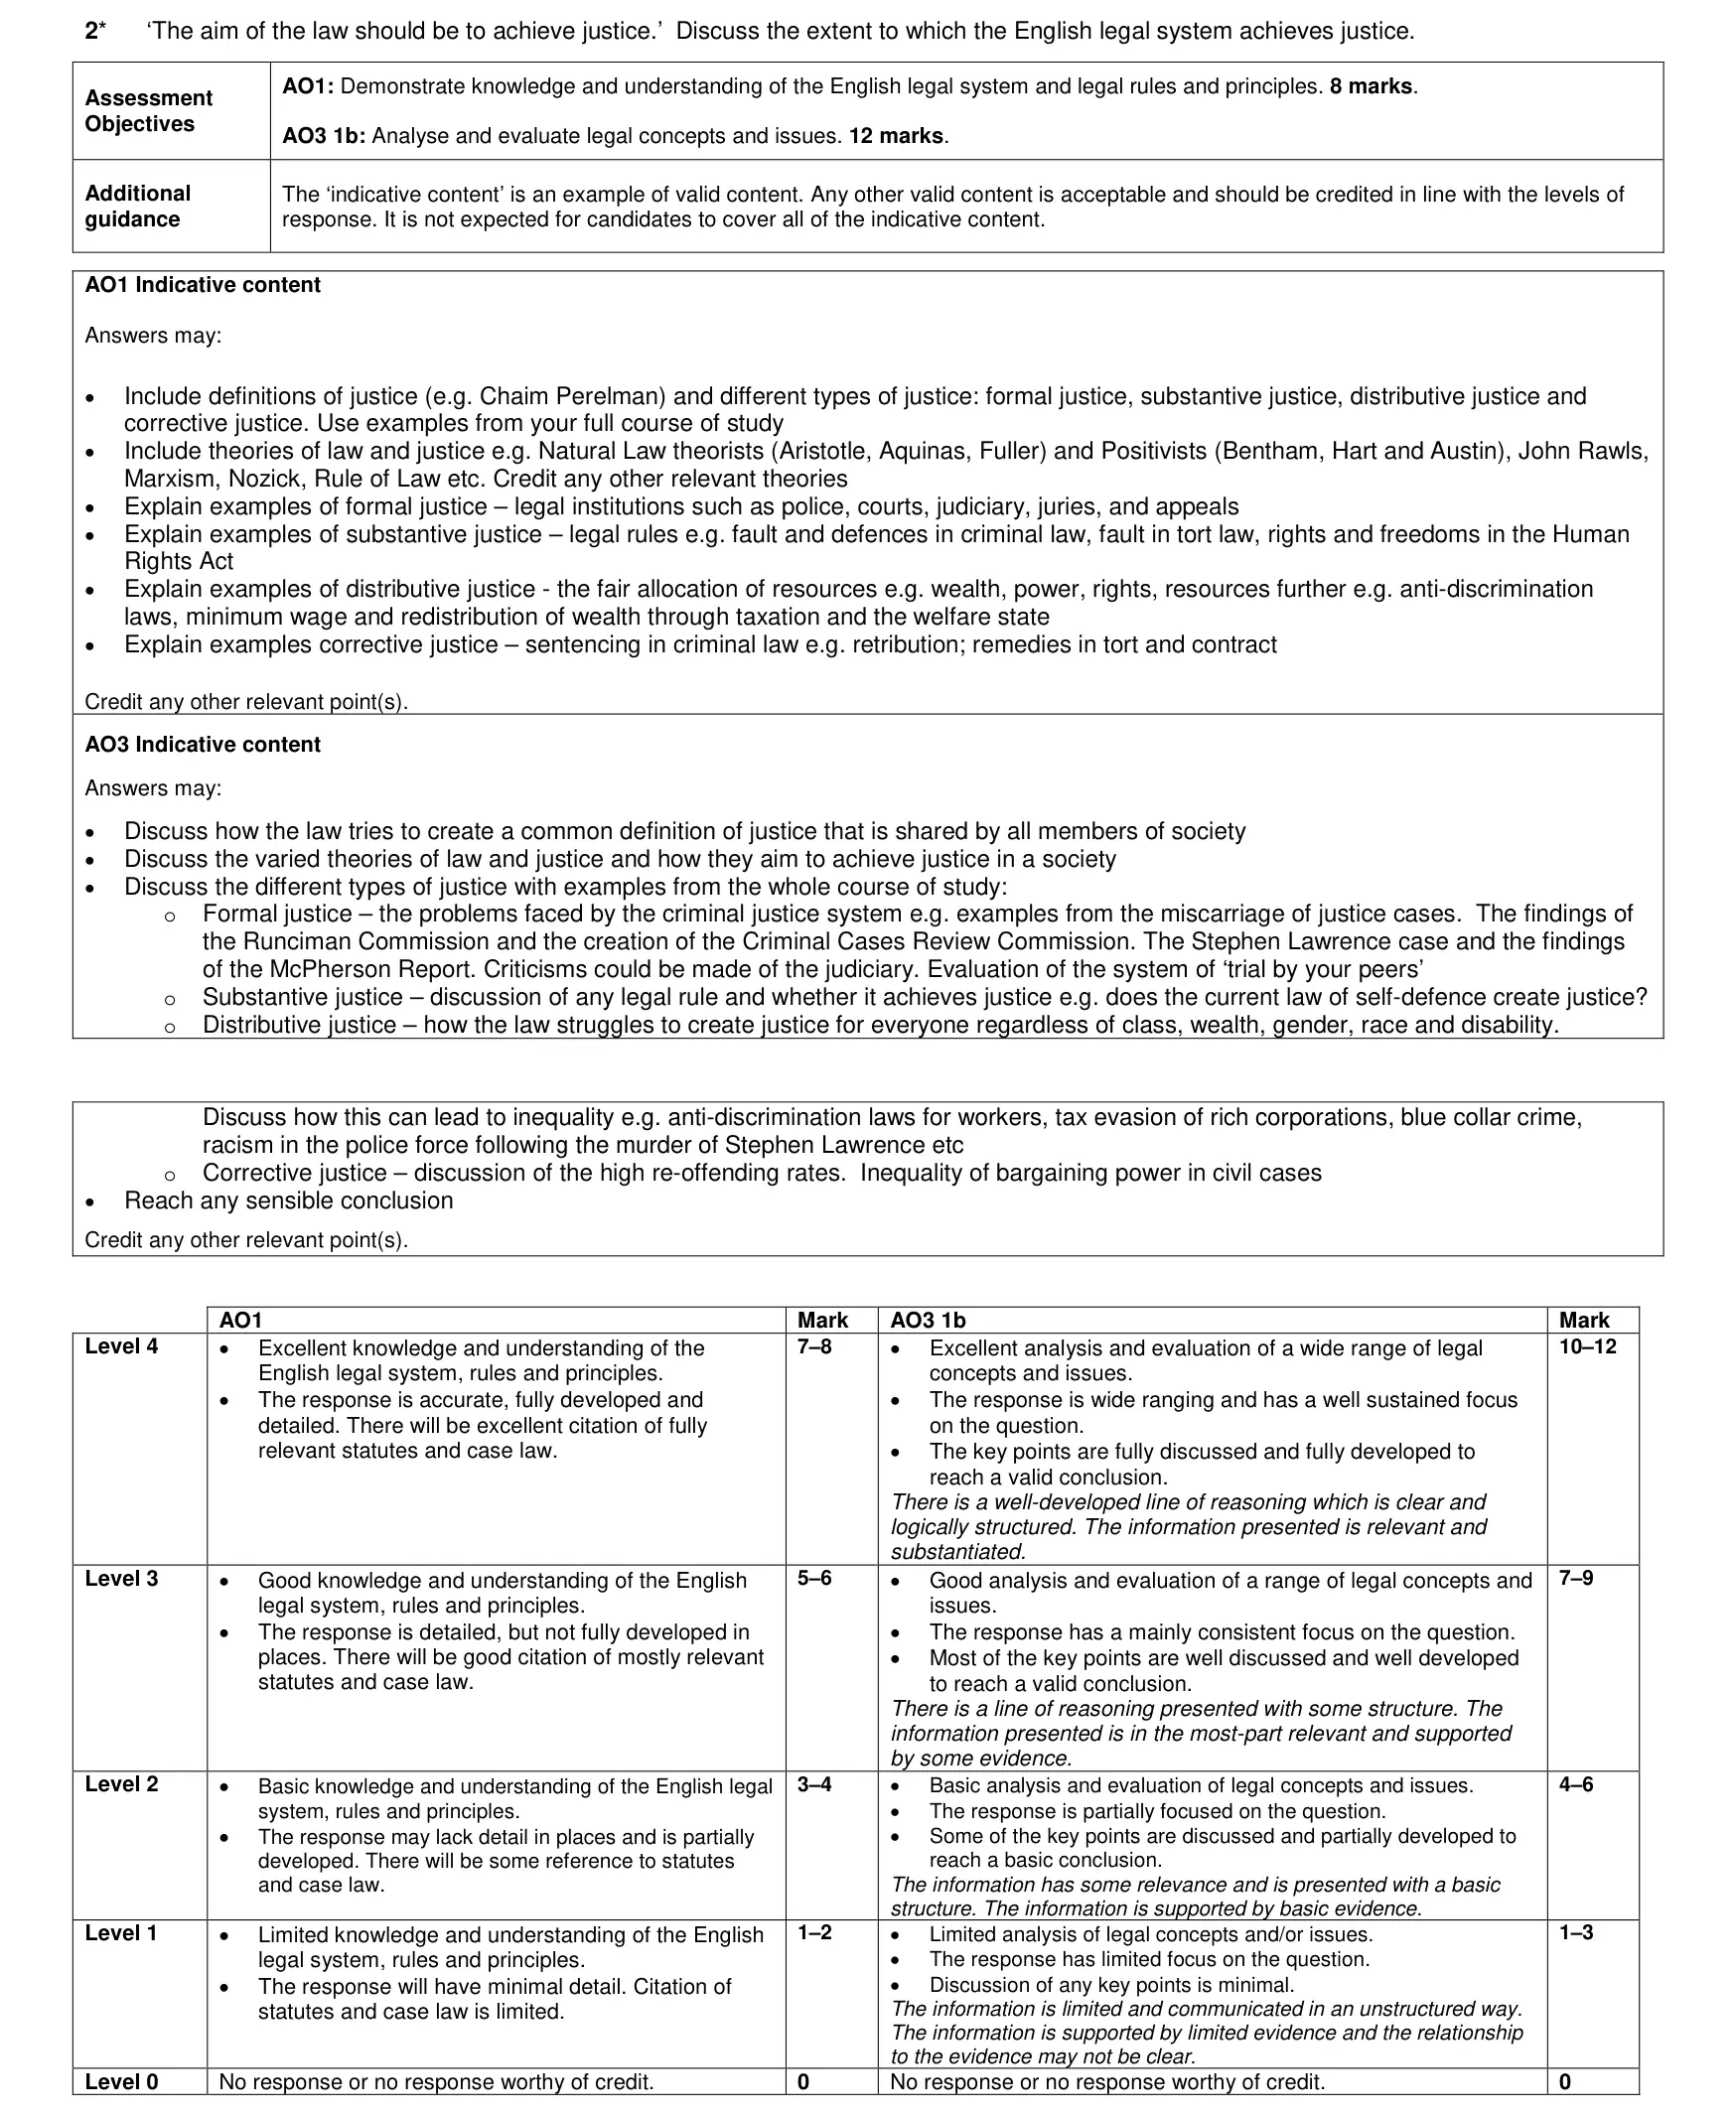 2* ‘The aim of the law should be to achieve justice.’ Discuss the extent to which the English legal system achieves justice.
Assessment
Objectives
AO1: Demonstrate knowledge and understanding of the English legal system and legal rules and principles. 8 marks.
AO3 1b: Analyse and evaluate legal concepts and issues. 12 marks.
Additional
guidance
The ‘indicative content’ is an example of valid content. Any other valid content is acceptable and should be credited in line with the levels of
response. It is not expected for candidates to cover all of the indicative content.
AO1 Indicative content
Answers may:
• Include definitions of justice (e.g. Chaim Perelman) and different types of justice: formal justice, substantive justice, distributive justice and
corrective justice. Use examples from your full course of study
• Include theories of law and justice e.g. Natural Law theorists (Aristotle, Aquinas, Fuller) and Positivists (Bentham, Hart and Austin), John Rawls,
Marxism, Nozick, Rule of Law etc. Credit any other relevant theories
• Explain examples of formal justice – legal institutions such as police, courts, judiciary, juries, and appeals
• Explain examples of substantive justice – legal rules e.g. fault and defences in criminal law, fault in tort law, rights and freedoms in the Human
Rights Act
• Explain examples of distributive justice - the fair allocation of resources e.g. wealth, power, rights, resources further e.g. anti-discrimination
laws, minimum wage and redistribution of wealth through taxation and the welfare state
• Explain examples corrective justice – sentencing in criminal law e.g. retribution; remedies in tort and contract
Credit any other relevant point(s).
AO3 Indicative content
Answers may:
• Discuss how the law tries to create a common definition of justice that is shared by all members of society
• Discuss the varied theories of law and justice and how they aim to achieve justice in a society
• Discuss the different types of justice with examples from the whole course of study:
o Formal justice – the problems faced by the criminal justice system e.g. examples from the miscarriage of justice cases. The findings of
the Runciman Commission and the creation of the Criminal Cases Review Commission. The Stephen Lawrence case and the findings
of the McPherson Report. Criticisms could be made of the judiciary. Evaluation of the system of ‘trial by your peers’
o Substantive justice – discussion of any legal rule and whether it achieves justice e.g. does the current law of self-defence create justice?
o Distributive justice – how the law struggles to create justice for everyone regardless of class, wealth, gender, race and disability.
Discuss how this can lead to inequality e.g. anti-discrimination laws for workers, tax evasion of rich corporations, blue collar crime,
racism in the police force following the murder of Stephen Lawrence etc
o Corrective justice – discussion of the high re-offending rates. Inequality of bargaining power in civil cases
• Reach any sensible conclusion
Credit any other relevant point(s).
AO1 Mark AO3 1b Mark
Level 4
• Excellent knowledge and understanding of the
English legal system, rules and principles.
• The response is accurate, fully developed and
detailed. There will be excellent citation of fully
relevant statutes and case law.
7–8
• Excellent analysis and evaluation of a wide range of legal
concepts and issues.
• The response is wide ranging and has a well sustained focus
on the question.
• The key points are fully discussed and fully developed to
reach a valid conclusion.
There is a well-developed line of reasoning which is clear and
logically structured. The information presented is relevant and
substantiated.
10–12
Level 3
• Good knowledge and understanding of the English
legal system, rules and principles.
• The response is detailed, but not fully developed in
places. There will be good citation of mostly relevant
statutes and case law.
5–6
• Good analysis and evaluation of a range of legal concepts and
issues.
• The response has a mainly consistent focus on the question.
• Most of the key points are well discussed and well developed
to reach a valid conclusion.
There is a line of reasoning presented with some structure. The
information presented is in the most-part relevant and supported
by some evidence.
7–9
Level 2
• Basic knowledge and understanding of the English legal
system, rules and principles.
• The response may lack detail in places and is partially
developed. There will be some reference to statutes
and case law.
3–4
• Basic analysis and evaluation of legal concepts and issues.
• The response is partially focused on the question.
• Some of the key points are discussed and partially developed to
reach a basic conclusion.
The information has some relevance and is presented with a basic
structure. The information is supported by basic evidence.
4–6
Level 1
• Limited knowledge and understanding of the English
legal system, rules and principles.
• The response will have minimal detail. Citation of
statutes and case law is limited.
1–2
• Limited analysis of legal concepts and/or issues.
• The response has limited focus on the question.
• Discussion of any key points is minimal.
The information is limited and communicated in an unstructured way.
The information is supported by limited evidence and the relationship
to the evidence may not be clear.
1–3
Level 0
No response or no response worthy of credit.
0
No response or no response worthy of credit.
0